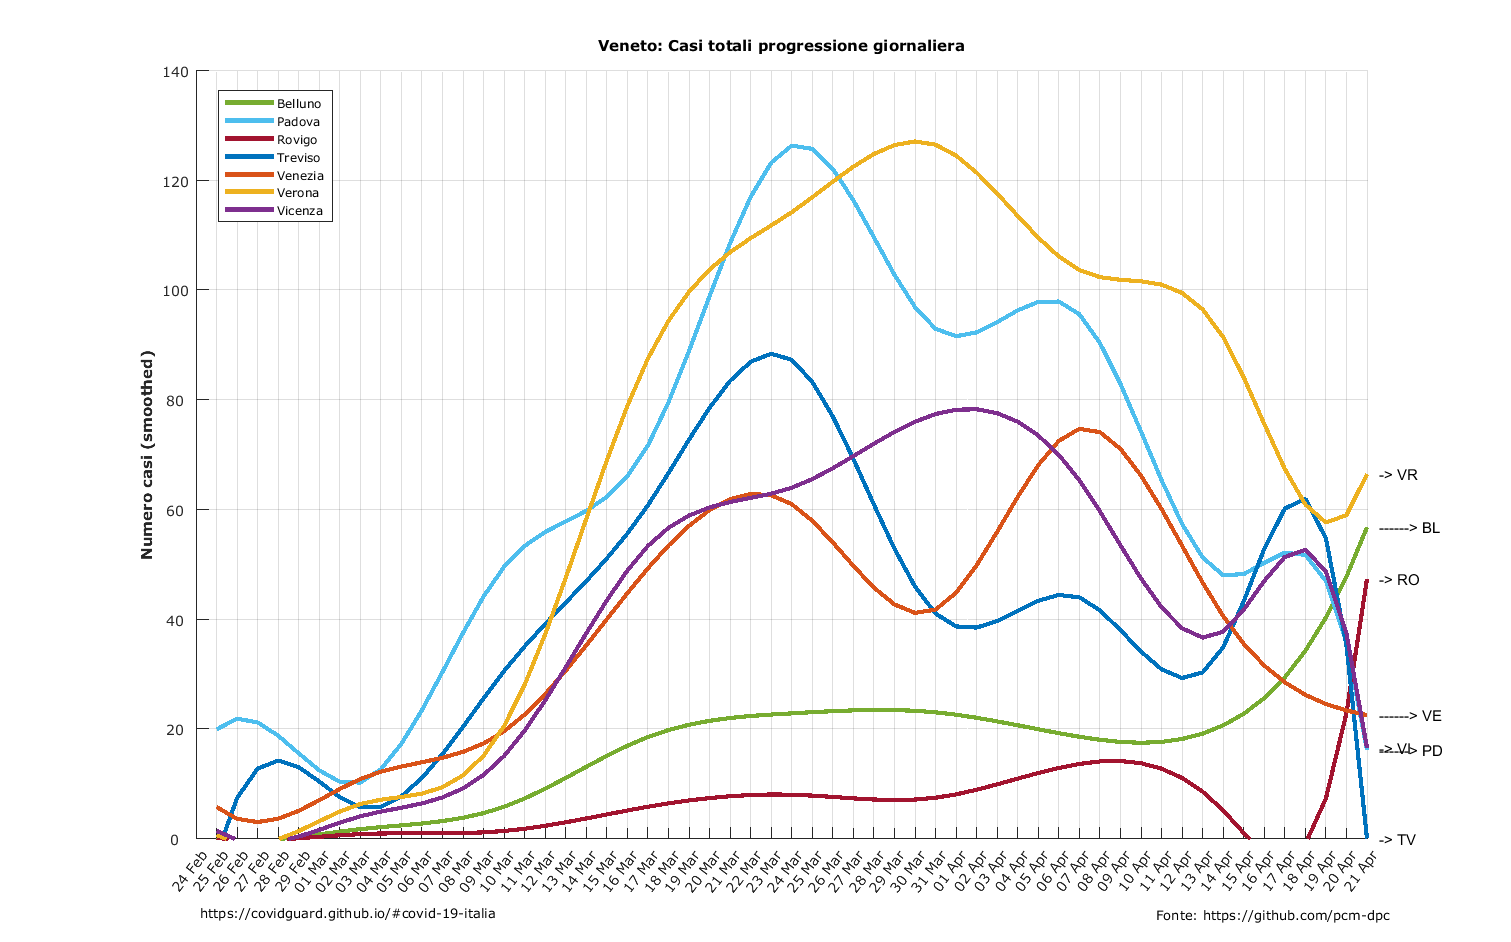 Veneto: Casi totali progressione giornaliera
Numero casi (smoothed)
140
120
100
80
60
40
20
0
Belluno
Padova
Rovigo
Treviso
Venezia
Verona
Vicenza
-> VR
------> BL
-> RO
------> VE
-> VI
------> PD
-> TV
24 Feb
25 Feb
26 Feb
27 Feb
28 Feb
29 Feb
01 Mar
02 Mar
03 Mar
04 Mar
05 Mar
06 Mar
07 Mar
08 Mar
09 Mar
10 Mar
11 Mar
12 Mar
13 Mar
14 Mar
15 Mar
16 Mar
17 Mar
18 Mar
19 Mar
20 Mar
21 Mar
22 Mar
23 Mar
24 Mar
25 Mar
26 Mar
27 Mar
28 Mar
29 Mar
30 Mar
31 Mar
01 Apr
02 Apr
03 Apr
04 Apr
05 Apr
06 Apr
07 Apr
08 Apr
09 Apr
10 Apr
11 Apr
12 Apr
13 Apr
14 Apr
15 Apr
16 Apr
17 Apr
18 Apr
19 Apr
20 Apr
21 Apr
https://covidguard.github.io/#covid-19-italia
Fonte: https://github.com/pcm-dpc